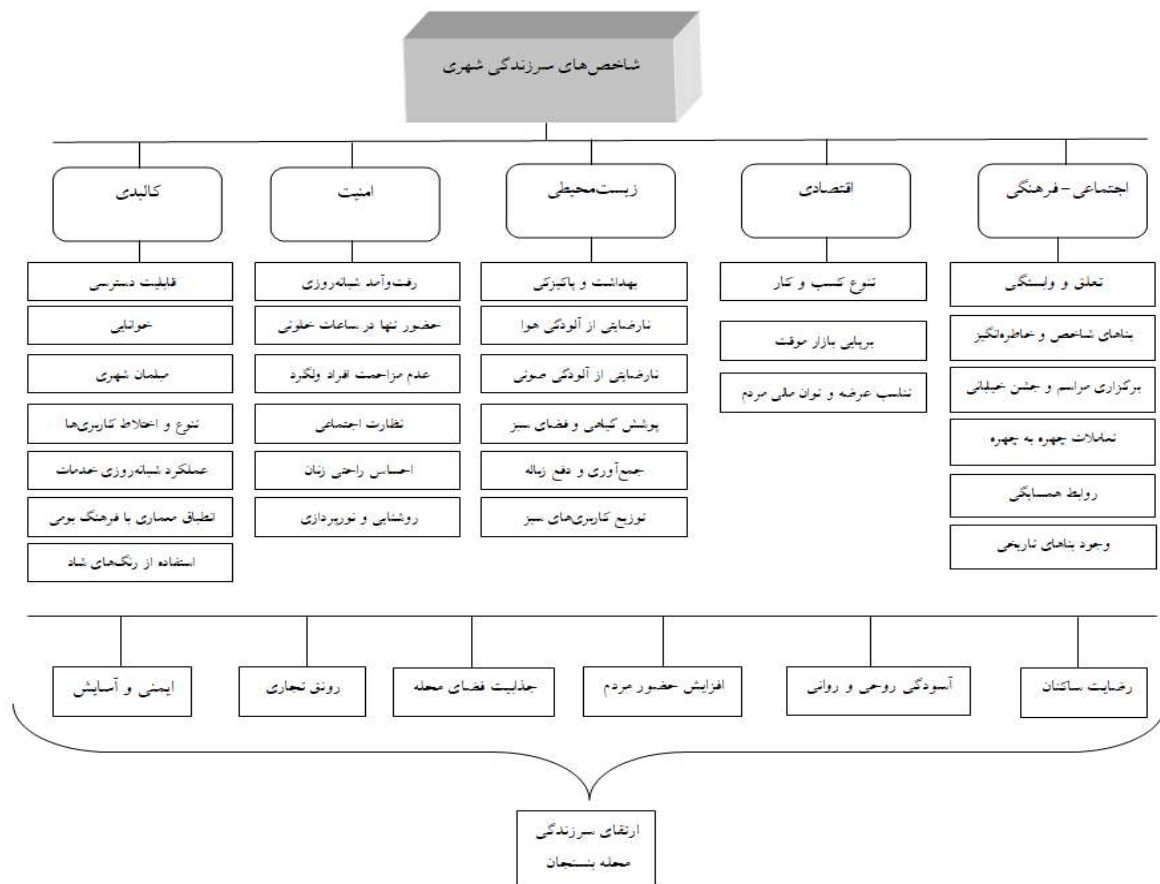 شاخص‌های سرزندگی شهری
اجتماعی-فرهنگی
تعلق و وابستگی
بناهای شاخص و خاطره‌انگیز
برگزاری مراسم و جشن خیابانی
تعاملات چهره به چهره
روابط همسایگی
وجود بناهای تاریخی
اقتصادی
تنوع کسب و کار
برپایی بازار موقت
تناسب عرضه و توان مالی مردم
زیست‌محیطی
بهداشت و پاکیزگی
نارضایتی از آلودگی هوا
نارضایتی از آلودگی صوتی
پوشش گیاهی و فضای سبز
جمع‌آوری و دفع زباله
توزیع کاربری‌های سبز
امنیت
رفت‌وآمد شبانه‌روزی
حضور تنها در ساعات خلوتی
عدم مزاحمت افراد ولگرد
نظارت اجتماعی
احساس راحتی زنان
روشنایی و نورپردازی
کالبدی
قابلیت دسترسی
خوانایی
مبلمان شهری
تنوع و اختلاط کاربری‌ها
عملکرد شبانه‌روزی خدمات
انطباق معماری با فرهنگ بومی
استفاده از رنگ‌های شاد
رضایت ساکنان
آسودگی روحی و روانی
افزایش حضور مردم
جذابیت فضای محله
رونق تجاری
ایمنی و آسایش
ارتقای سرزندگی
محله بنسنجان